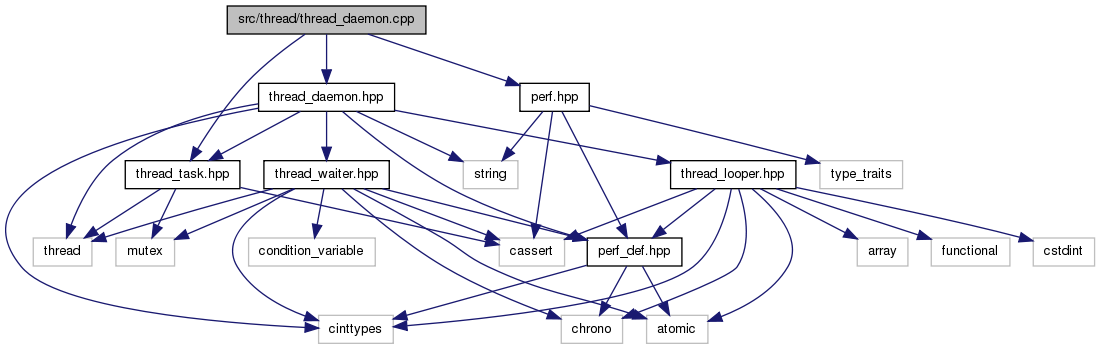 src/thread/thread_daemon.cpp
thread_daemon.hpp
perf.hpp
thread_task.hpp
thread_waiter.hpp
string
thread_looper.hpp
type_traits
thread
mutex
condition_variable
cassert
perf_def.hpp
array
functional
cstdint
cinttypes
chrono
atomic